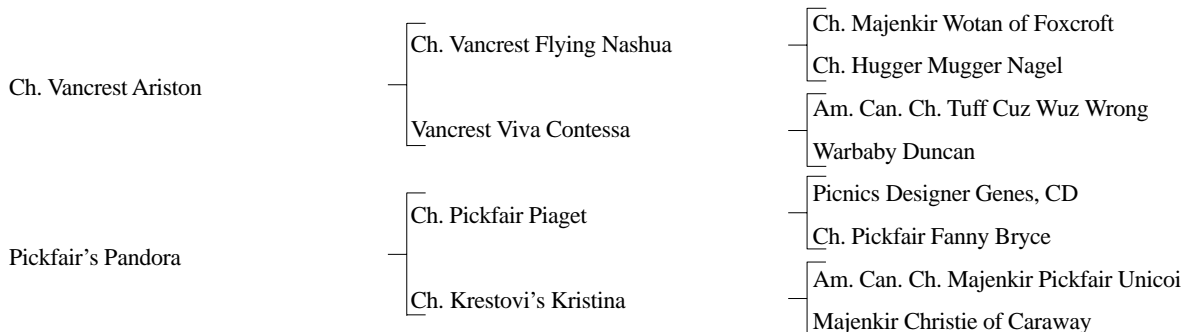 Ch. Majenkir Wotan of Foxcroft
Ch. Vancrest Flying Nashua
Ch. Hugger Mugger Nagel
Ch. Vancrest Ariston
Am. Can. Ch. Tuff Cuz Wuz Wrong
Vancrest Viva Contessa
Warbaby Duncan
Picnics Designer Genes, CD
Ch. Pickfair Piaget
Ch. Pickfair Fanny Bryce
Pickfair's Pandora
Am. Can. Ch. Majenkir Pickfair Unicoi
Ch. Krestovi's Kristina
Majenkir Christie of Caraway